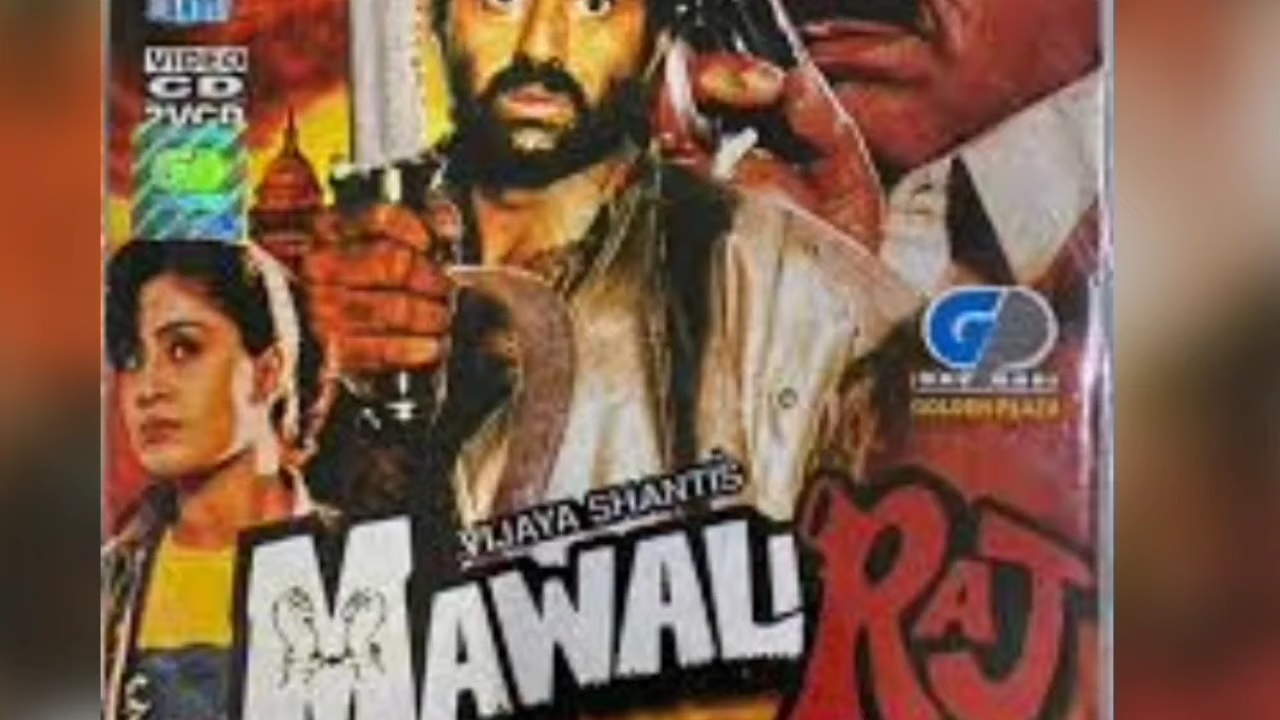 VIDEO
CD
2VCD
GOLDEN PLAZA
VIJAYA SHANTI'S
MAWALI RAJ